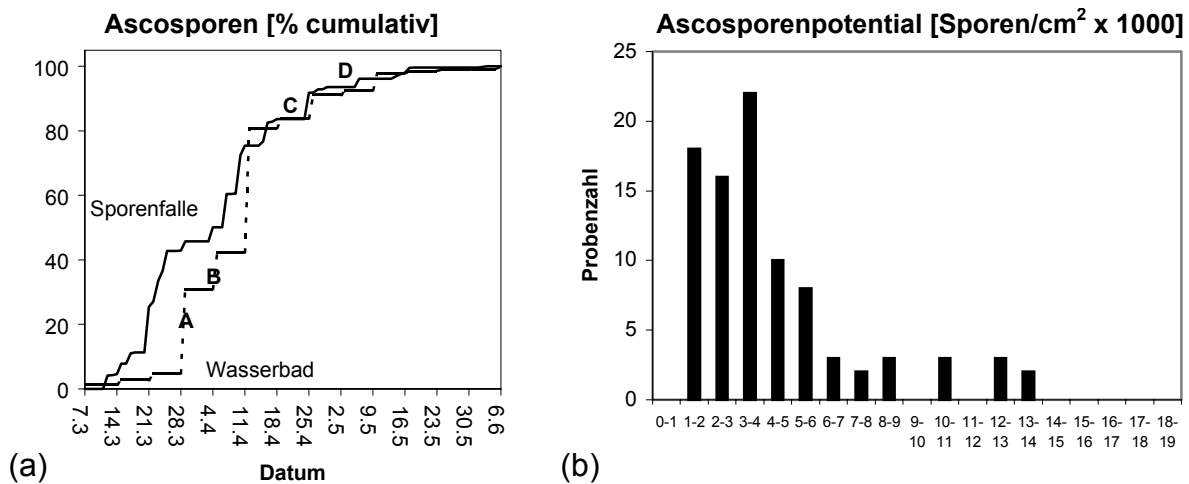 Ascosporen [% cumulativ]
100
80
60
40
20
0
Sporenfalle
Wasserbad
A
B
C
D
7.3 14.3 21.3 28.3 4.4 11.4 18.4 25.4 2.5 9.5 16.5 23.5 30.5 6.6
Datum
(a)
Ascosporenpotential [Sporen/cm² x 1000]
25
20
15
10
5
0
Probenzahl
0-1 1-2 2-3 3-4 4-5 5-6 6-7 7-8 8-9 9-10 10-11 11-12 12-13 13-14 14-15 15-16 16-17 17-18 18-19
(b)